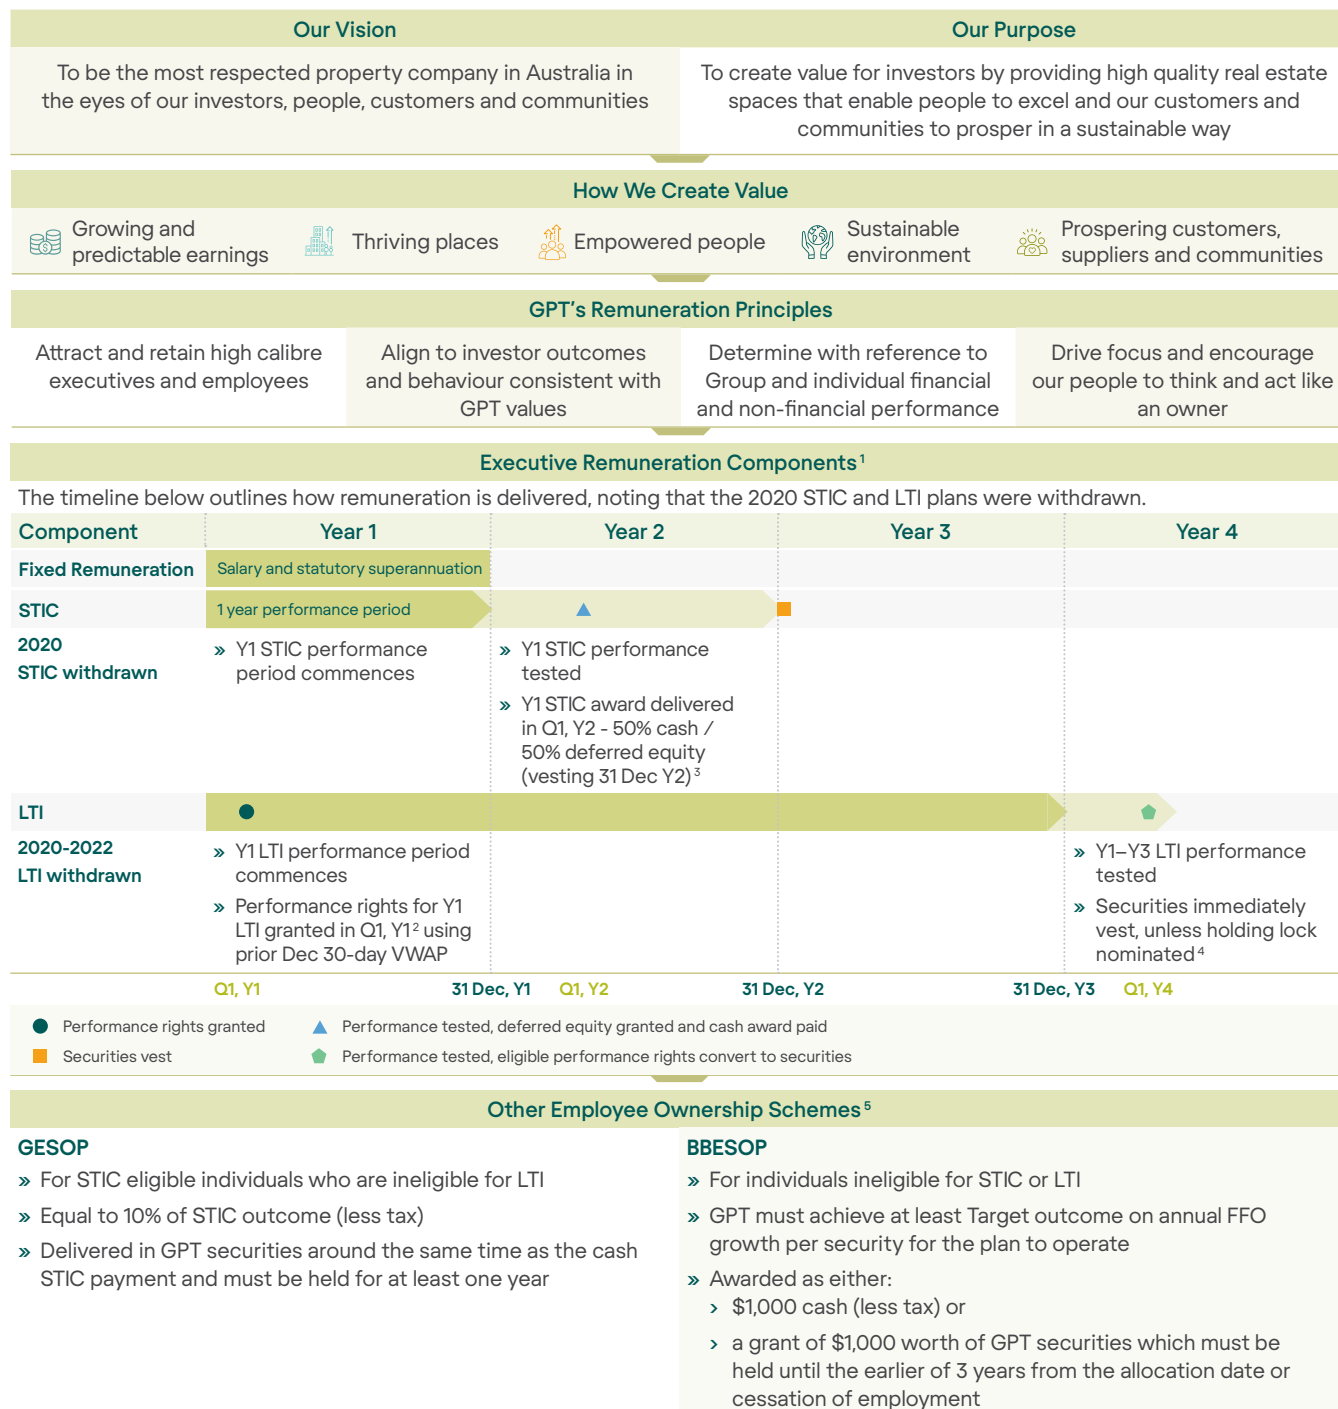 Our Vision
To be the most respected property company in Australia in
the eyes of our investors, people, customers and communities
Our Purpose
To create value for investors by providing high quality real estate
spaces that enable people to excel and our customers and
communities to prosper in a sustainable way
How We Create Value
Growing and
predictable earnings
Thriving places
Empowered people
Sustainable
environment
Prospering customers,
suppliers and communities
GPT's Remuneration Principles
Attract and retain high calibre
executives and employees
Align to investor outcomes
and behaviour consistent with
GPT values
Determine with reference to
Group and individual financial
and non-financial performance
Drive focus and encourage
our people to think and act like
an owner
Executive Remuneration Components 1
The timeline below outlines how remuneration is delivered, noting that the 2020 STIC and LTI plans were withdrawn.
Component Year 1 Year 2 Year 3 Year 4
Fixed Remuneration Salary and statutory superannuation
STIC 1 year performance period
2020
STIC withdrawn
» Y1 STIC performance
period commences
» Y1 STIC performance
tested
» Y1 STIC award delivered
in Q1, Y2 - 50% cash /
50% deferred equity
(vesting 31 Dec Y2) 3
LTI
2020-2022
LTI withdrawn
» Y1 LTI performance period
commences
» Performance rights for Y1
LTI granted in Q1, Y1 2 using
prior Dec 30-day VWAP
» Y1–Y3 LTI performance
tested
» Securities immediately
vest, unless holding lock
nominated 4
Q1, Y1 31 Dec, Y1 Q1, Y2 31 Dec, Y2 31 Dec, Y3 Q1, Y4
Performance rights granted
Performance tested, deferred equity granted and cash award paid
Securities vest
Performance tested, eligible performance rights convert to securities
Other Employee Ownership Schemes 5
GESOP
» For STIC eligible individuals who are ineligible for LTI
» Equal to 10% of STIC outcome (less tax)
» Delivered in GPT securities around the same time as the cash
STIC payment and must be held for at least one year
BBESOP
» For individuals ineligible for STIC or LTI
» GPT must achieve at least Target outcome on annual FFO
growth per security for the plan to operate
» Awarded as either:
› $1,000 cash (less tax) or
› a grant of $1,000 worth of GPT securities which must be
held until the earlier of 3 years from the allocation date or
cessation of employment